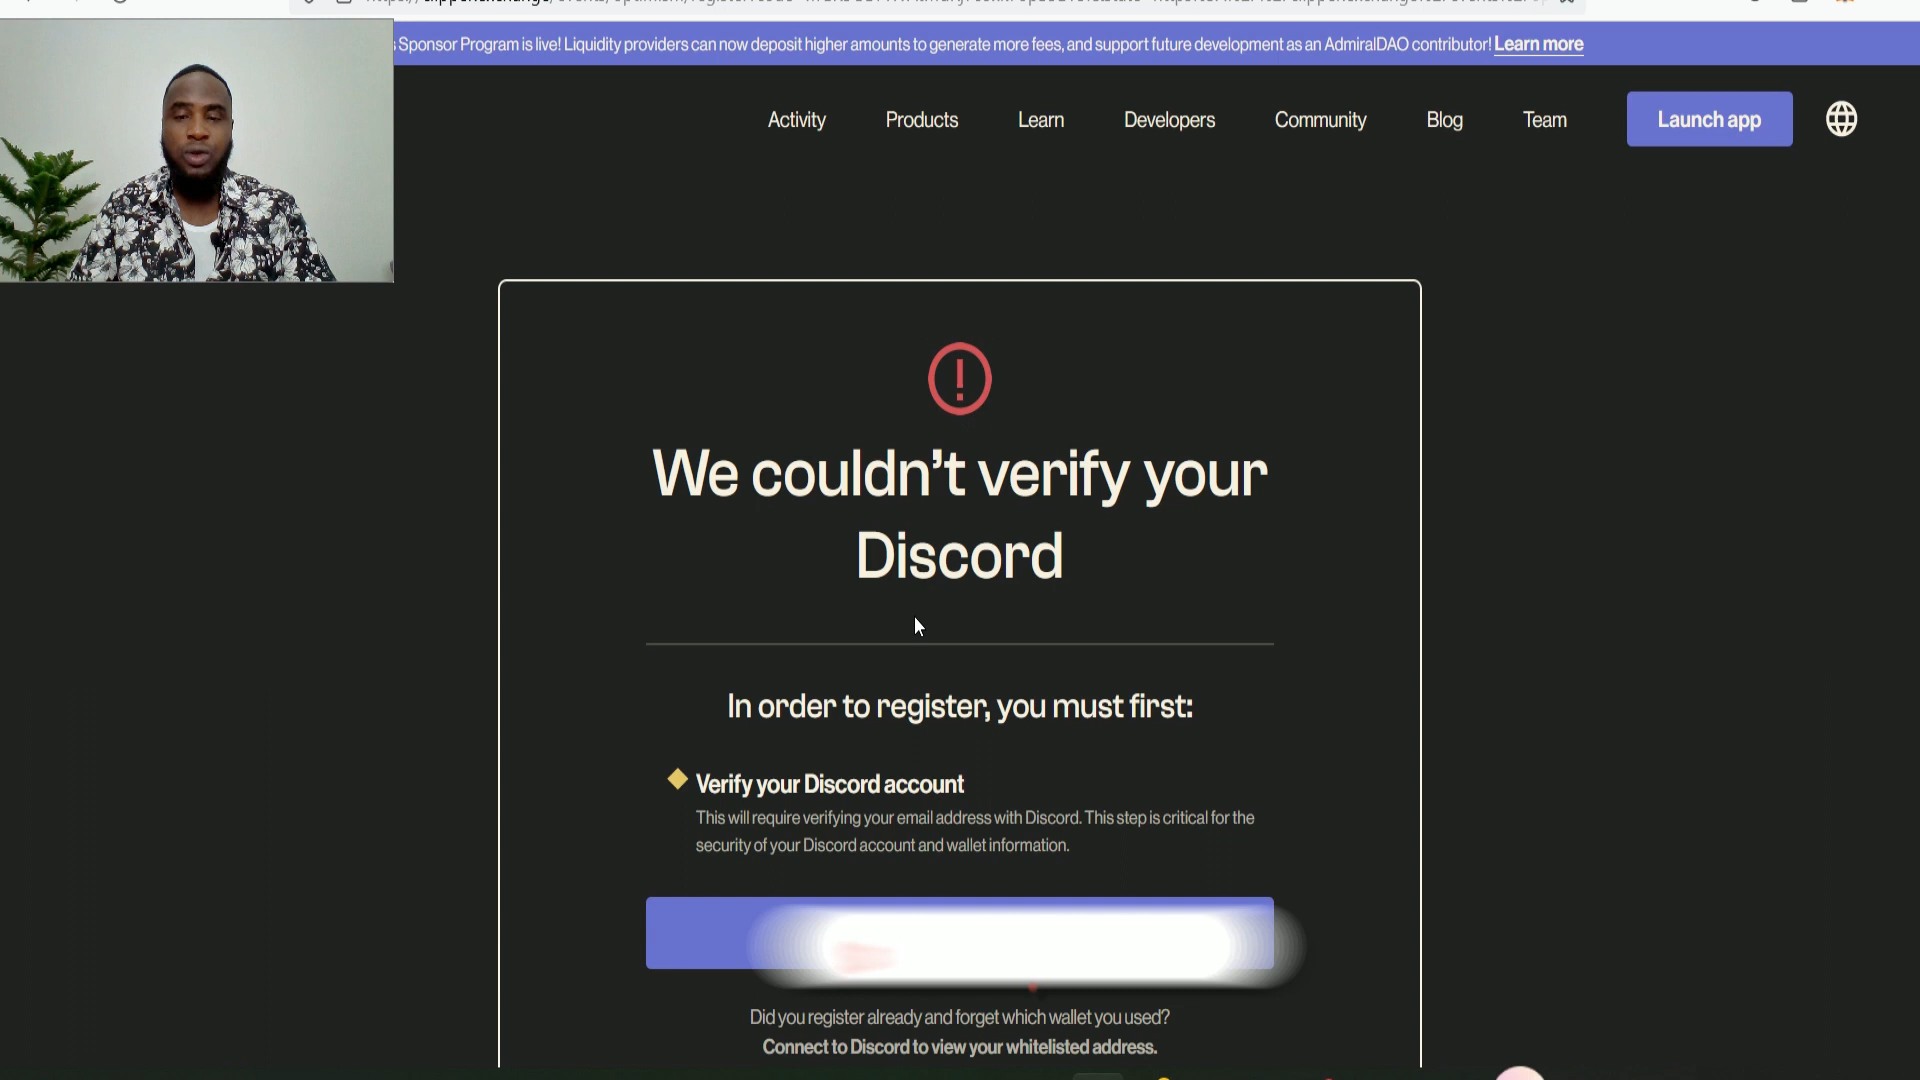 Sponsor Program is live! Liquidity providers can now deposit higher amounts to generate more fees, and support future development as an AdmiralDAO contributor! Learn more
Activity Products Learn Developers Community Blog Team Launch app
We couldn't verify your
Discord
In order to register, you must first:
Verify your Discord account
This will require verifying your email address with Discord. This step is critical for the
security of your Discord account and wallet information.
Did you register already and forget which wallet you used?
Connect to Discord to view your whitelisted address.